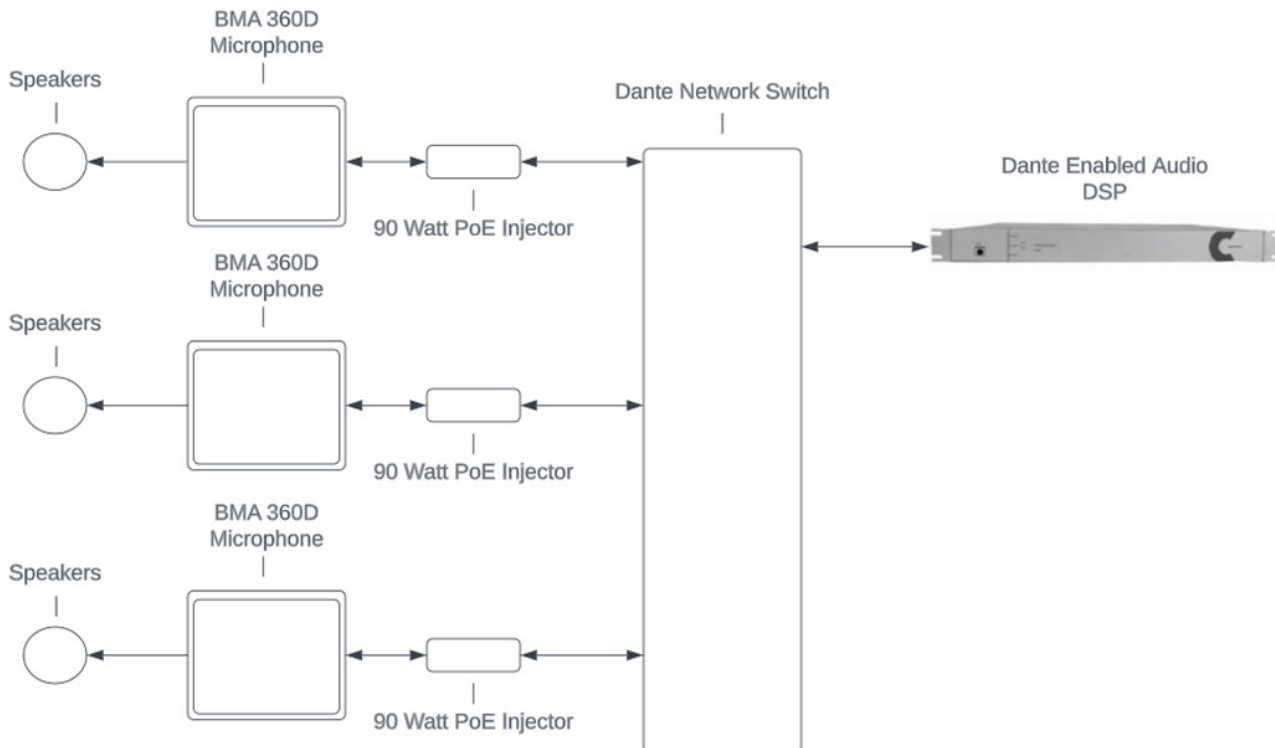 BMA 360D
Microphone
Speakers
Dante Network Switch
Dante Enabled Audio
DSP
90 Watt PoE Injector
BMA 360D
Microphone
Speakers
90 Watt PoE Injector
BMA 360D
Microphone
Speakers
90 Watt PoE Injector